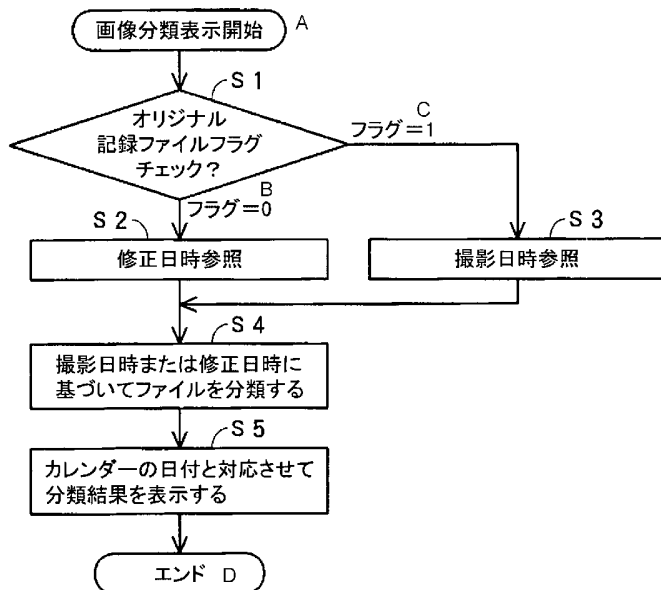 画像分類表示開始 A
S1
オリジナル
記録ファイルフラグ
チェック?
C
フラグ=1
B
フラグ=0
S2
修正日時参照
S3
撮影日時参照
S4
撮影日時または修正日時に
基づいてファイルを分類する
S5
カレンダーの日付と対応させて
分類結果を表示する
エンド D